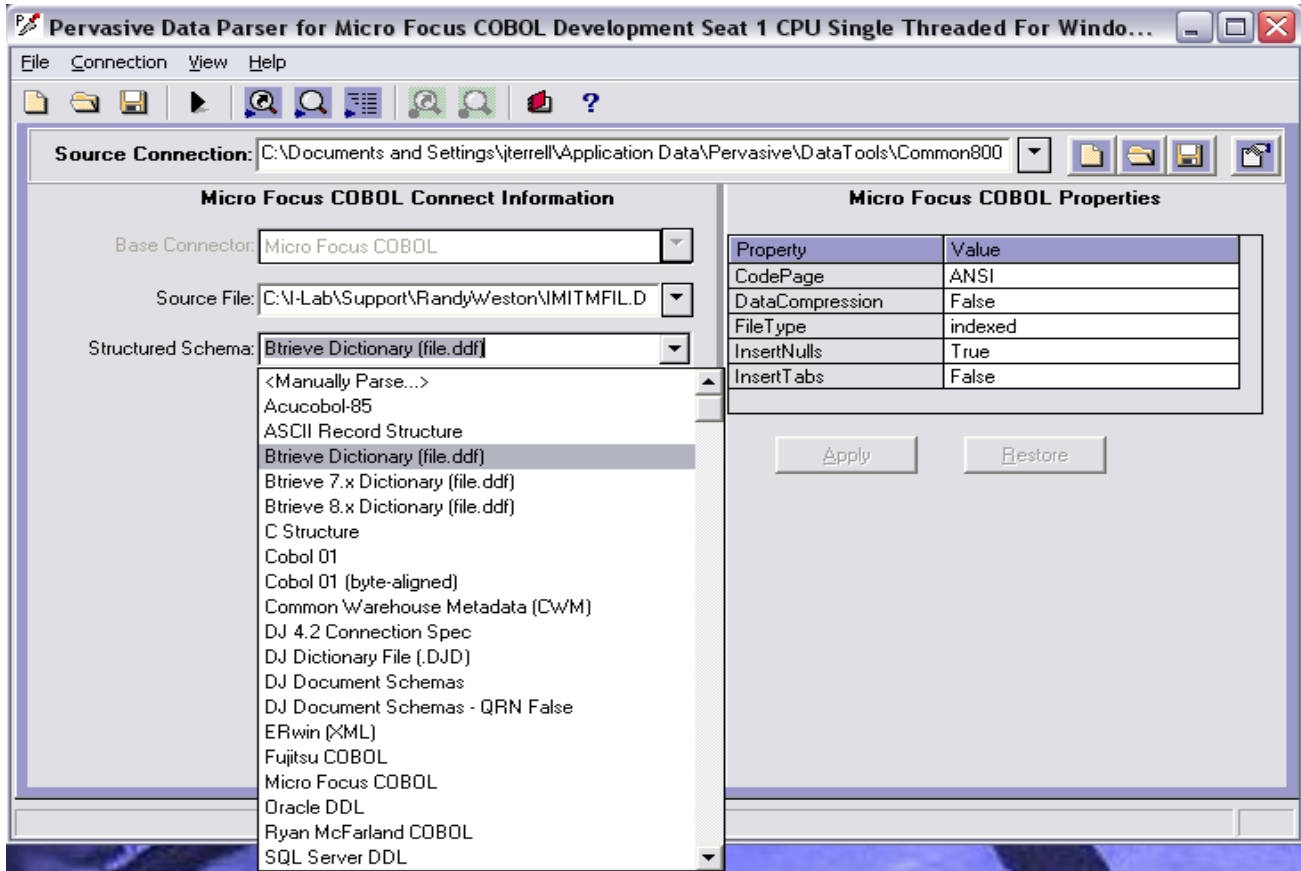 Pervasive Data Parser for Micro Focus COBOL Development Seat 1 CPU Single Threaded For Windo...
File Connection View Help
?
Source Connection: C:\Documents and Settings\jterrell\Application Data\Pervasive\DataTools\Common800
Micro Focus COBOL Connect Information
Base Connector: Micro Focus COBOL
Source File: C:\I-Lab\Support\RandyWeston\IMITMFIL.D
Structured Schema: Btrieve Dictionary (file.ddf)
<Manually Parse...>
Acucobol-85
ASCII Record Structure
Btrieve Dictionary (file.ddf)
Btrieve 7.x Dictionary (file.ddf)
Btrieve 8.x Dictionary (file.ddf)
C Structure
Cobol 01
Cobol 01 (byte-aligned)
Common Warehouse Metadata (CWM)
DJ 4.2 Connection Spec
DJ Dictionary File (.DJD)
DJ Document Schemas
DJ Document Schemas - QRN False
ERwin (XML)
Fujitsu COBOL
Micro Focus COBOL
Oracle DDL
Ryan McFarland COBOL
SQL Server DDL
Micro Focus COBOL Properties
Property Value
CodePage ANSI
DataCompression False
FileType indexed
InsertNulls True
InsertTabs False
Apply Restore